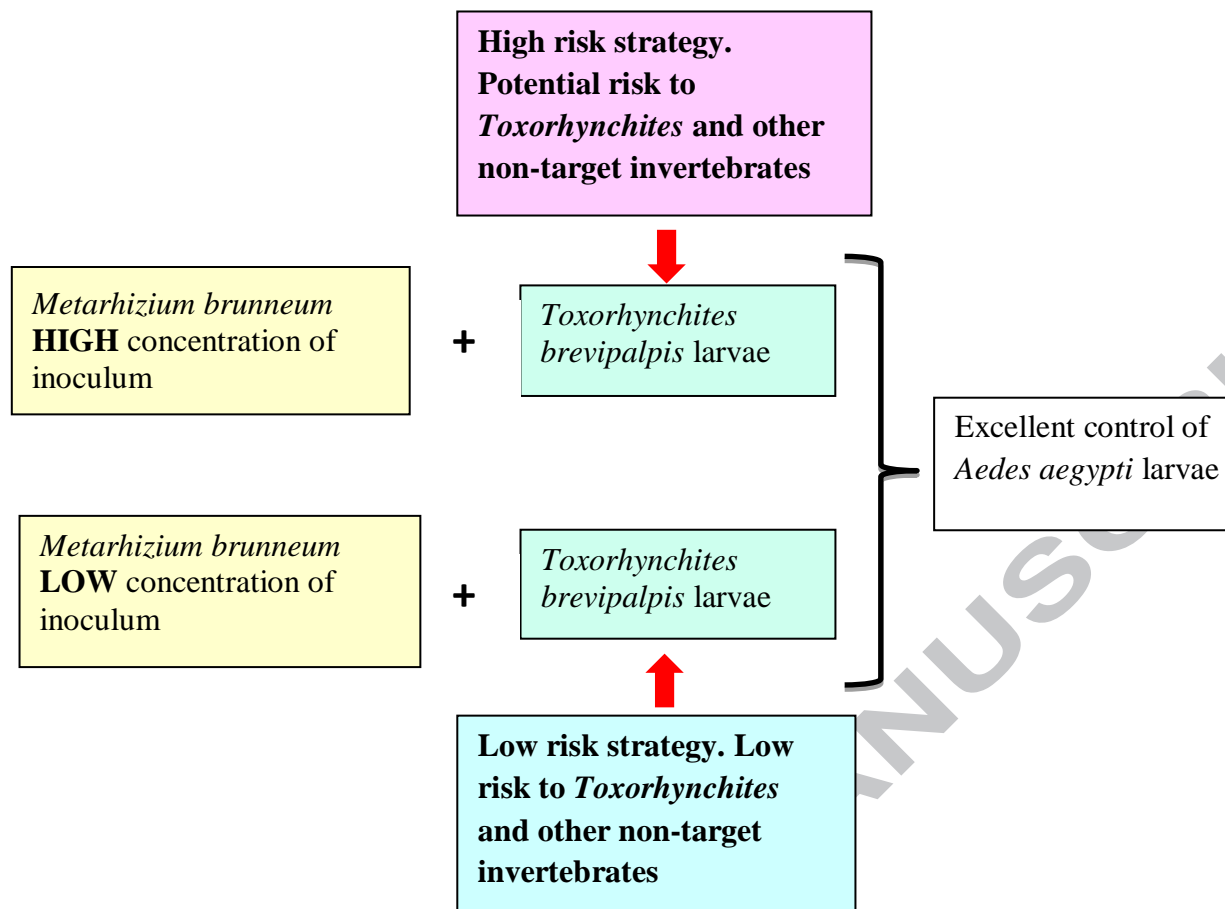 High risk strategy.
Potential risk to
Toxorhynchites and other
non-target invertebrates
Metarhizium brunneum
HIGH concentration of
inoculum
+
Toxorhynchites
brevipalpis larvae
Excellent control of
Aedes aegypti larvae
Metarhizium brunneum
LOW concentration of
inoculum
+
Toxorhynchites
brevipalpis larvae
Low risk strategy. Low
risk to Toxorhynchites
and other non-target
invertebrates